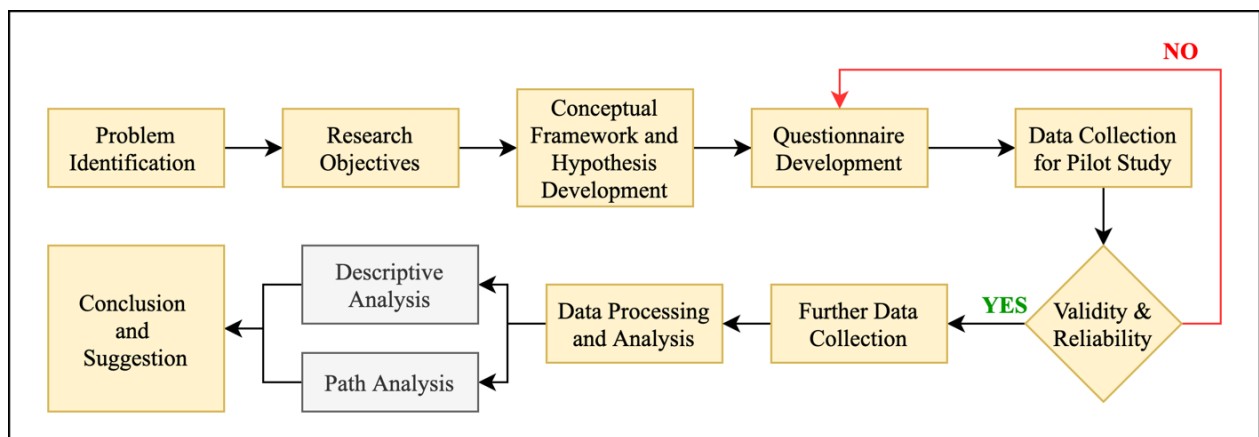 NO
Problem
Identification
Research
Objectives
Conceptual
Framework and
Hypothesis
Development
Questionnaire
Development
Data Collection
for Pilot Study
Validity &
Reliability
YES
Further Data
Collection
Data Processing
and Analysis
Descriptive
Analysis
Path Analysis
Conclusion
and
Suggestion